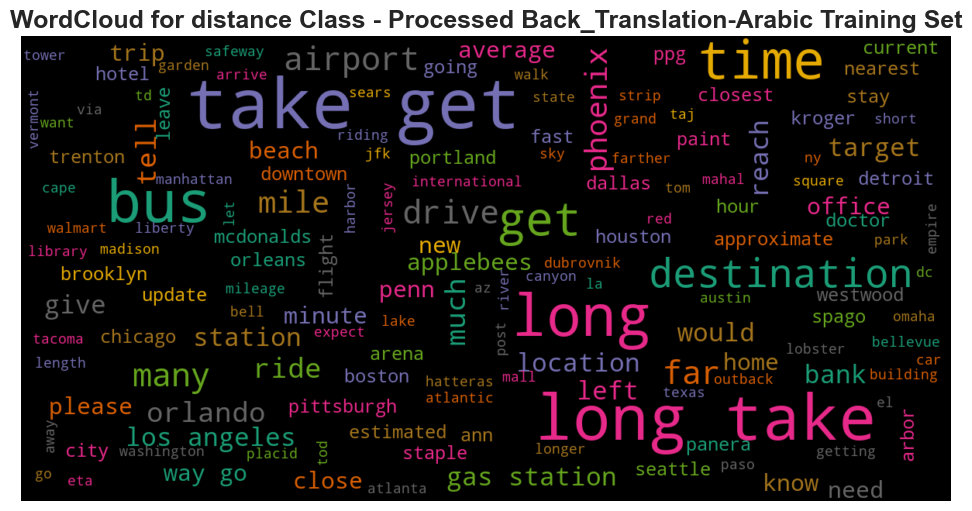 WordCloud for distance Class - Processed Back_Translation-Arabic Training Set
tower
trip
safeway
airport
average
ppg
time
current
hotel
garden
arrive
going
walk
phoenix
nearest
vermont
via
td
leave
take get
sears
state
strip
closest
stay
want
tell
riding
fast
grand
taj
kroger
short
trenton
beach
jfk
portland
sky
farther
paint
reach
ny
target
cape
manhattan
downtown
international
dallas
tom
mahal
square
detroit
bus
let
mile
harbor
jersey
drive
get
red
hour
office
doctor
empire
walmart
liberty
library
madison
mcdonalds
new
houston
approximate
park
brooklyn
orleans
flight
applebees
dubrovnik
canyon
la
destination
dc
update
mileage
penn
much
az
river
austin
westwood
give
bell
minute
lake
long
would
spago
omaha
tacoma
chicago
station
expect
post
location
lobster
bellevue
length
arena
far
home
car
many
ride
boston
hatteras
mall
left
outback
bank
building
please
orlando
pittsburgh
atlantic
texas
long take
el
arbor
away
los angeles
estimated
ann
city
washington
placid
tod
staple
longer
panera
getting
go
eta
way go
close
atlanta
gas station
seattle
paso
know
need